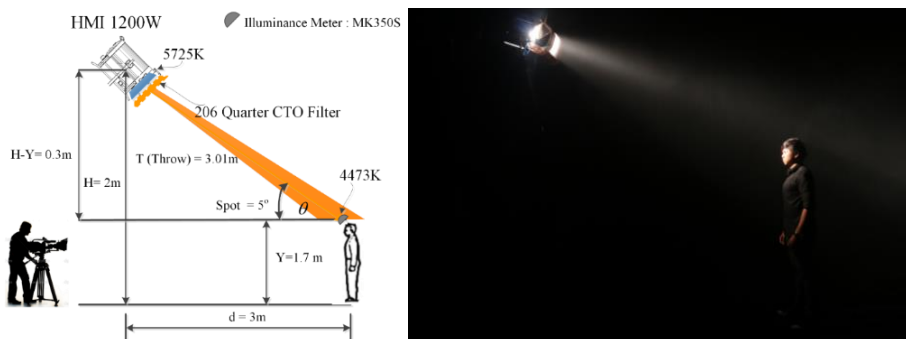 HMI 1200W
Illuminance Meter : MK350S
5725K
206 Quarter CTO Filter
H-Y= 0.3m
T (Throw) = 3.01m
H= 2m
4473K
Spot = 5º
θ
Y=1.7 m
d = 3m